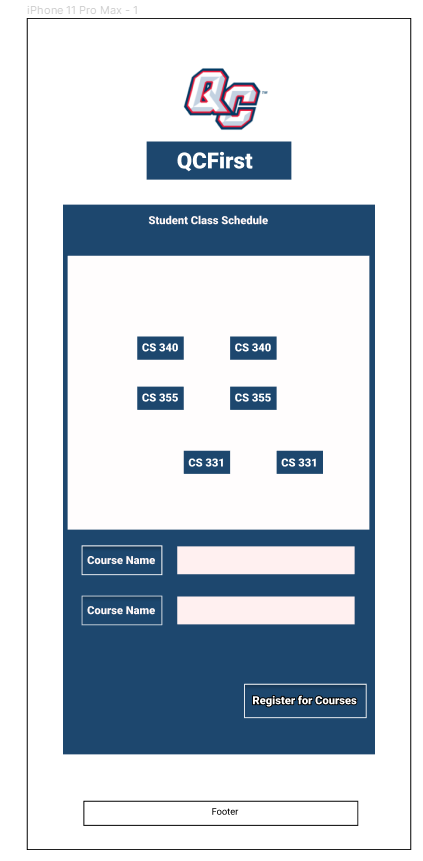 iPhone 11 Pro Max - 1
QC
QCFirst
Student Class Schedule
CS 340 CS 340
CS 355 CS 355
CS 331 CS 331
Course Name
Course Name
Register for Courses
Footer